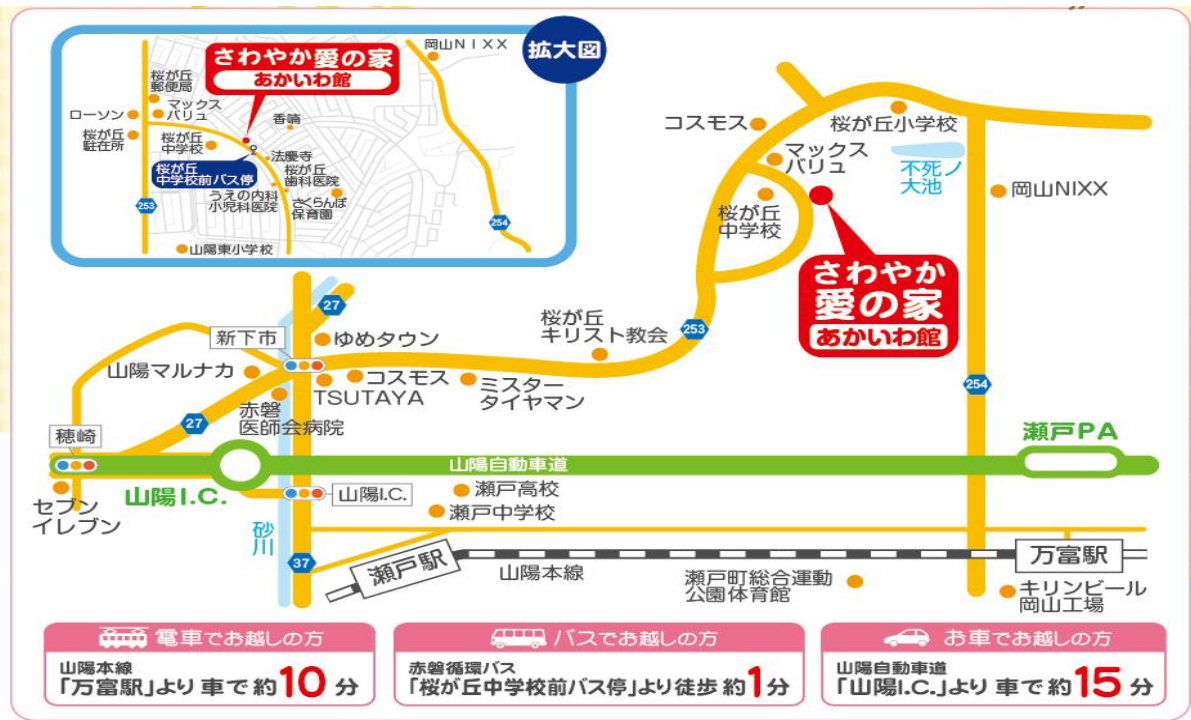 拡大図
岡山NIXX
さわやか愛の家
あかいわ館
桜が丘
郵便局
マックス
バリュ
ローソン
桜が丘
駐在所
桜が丘
中学校
香噛
法慶寺
桜が丘
中学校前バス停
桜が丘
歯科医院
うえの内科
小児科医院
さくらんぼ
保育園
253
254
山陽東小学校
コスモス
桜が丘小学校
マックス
バリュ
不死ノ
大池
岡山NIXX
桜が丘
中学校
さわやか
愛の家
あかいわ館
27
新下市
ゆめタウン
桜が丘
キリスト教会
253
山陽マルナカ
コスモス
TSUTAYA
ミスター
タイヤマン
254
赤磐
医師会病院
27
穂崎
瀬戸PA
山陽自動車道
山陽I.C.
山陽I.C.
瀬戸高校
瀬戸中学校
セブン
イレブン
砂川
37
瀬戸駅
山陽本線
瀬戸町総合運動
公園体育館
万富駅
キリンビール
岡山工場
電車でお越しの方
山陽本線
「万富駅」より 車で約10分
バスでお越しの方
赤磐循環バス
「桜が丘中学校前バス停」より徒歩 約1分
お車でお越しの方
山陽自動車道
「山陽I.C.」より 車で約15分